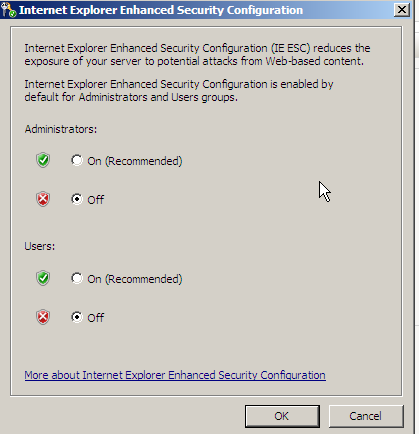 Internet Explorer Enhanced Security Configuration
Internet Explorer Enhanced Security Configuration (IE ESC) reduces the
exposure of your server to potential attacks from Web-based content.
Internet Explorer Enhanced Security Configuration is enabled by
default for Administrators and Users groups.
Administrators:
On (Recommended)
Off
Users:
On (Recommended)
Off
More about Internet Explorer Enhanced Security Configuration
OK
Cancel